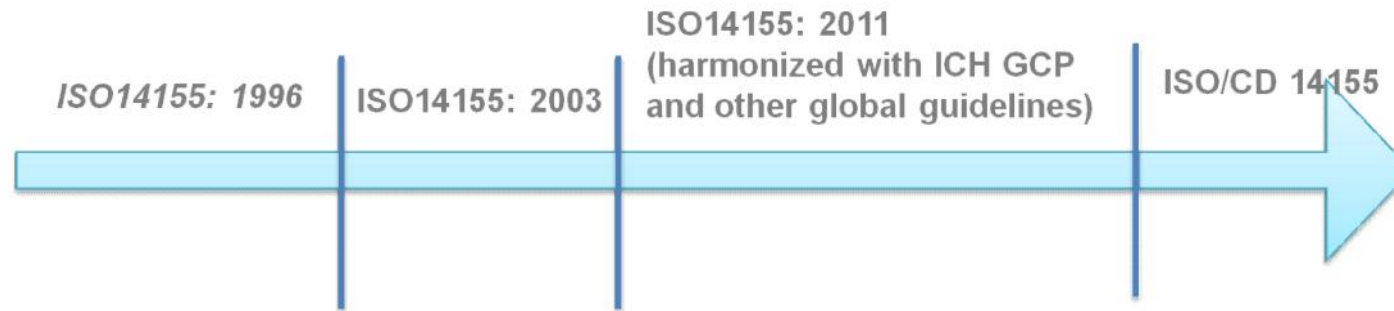 ISO14155: 1996
ISO14155: 2003
ISO14155: 2011
(harmonized with ICH GCP
and other global guidelines)
ISO/CD 14155